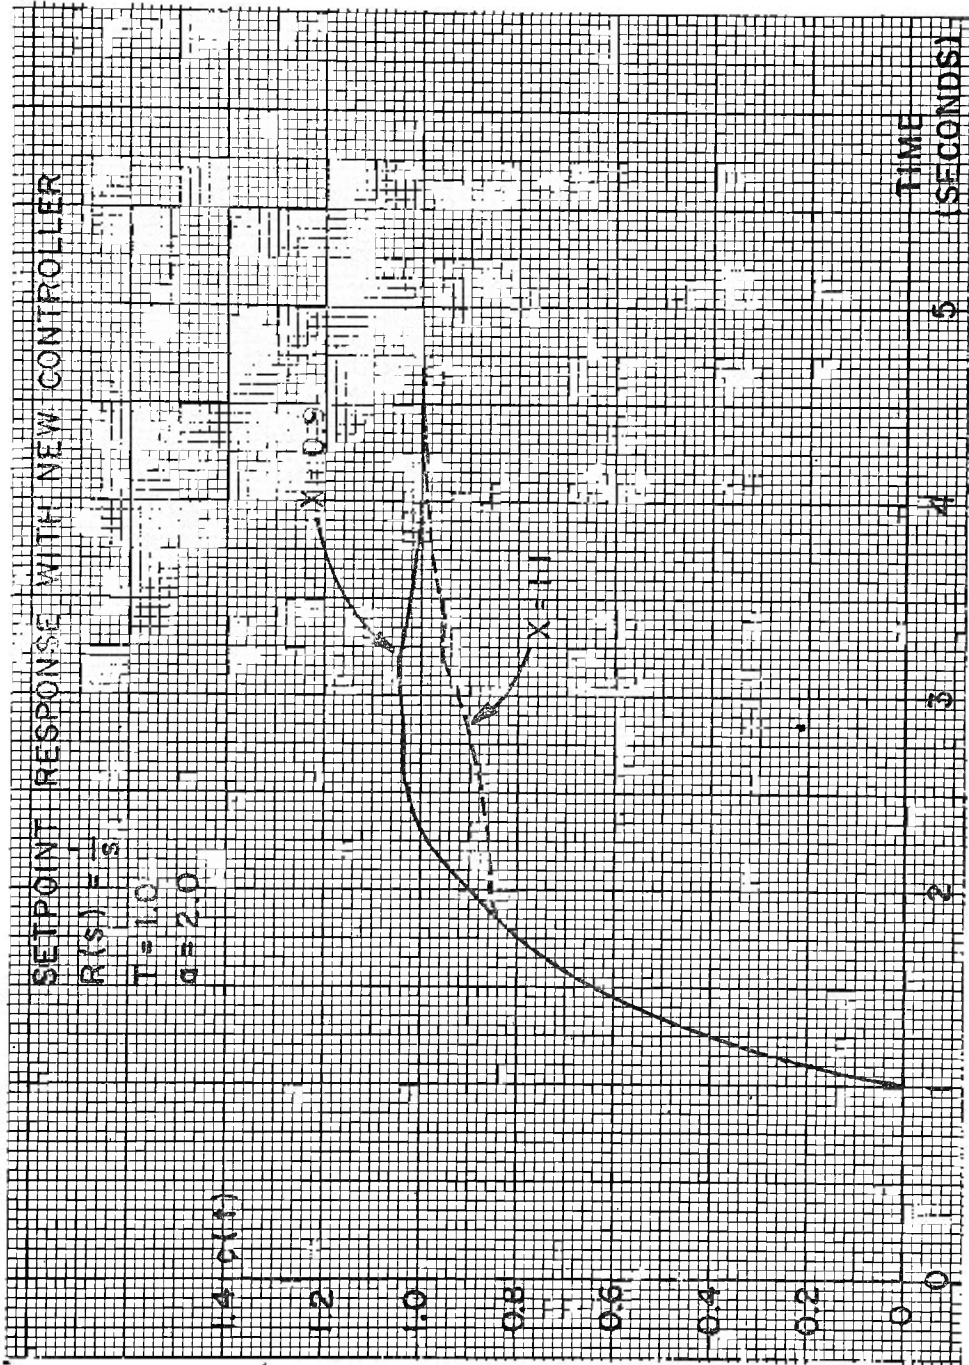 SETPOINT RESPONSE WITH NEW CONTROLLER
R(S) = 1/s
T = 1.0
a = 2.0
c(t)
1.4
1.2
1.0
0.8
0.6
0.4
0.2
0
X = 0.9
X = 1.1
0
1
2
3
4
5
TIME
(SECONDS)